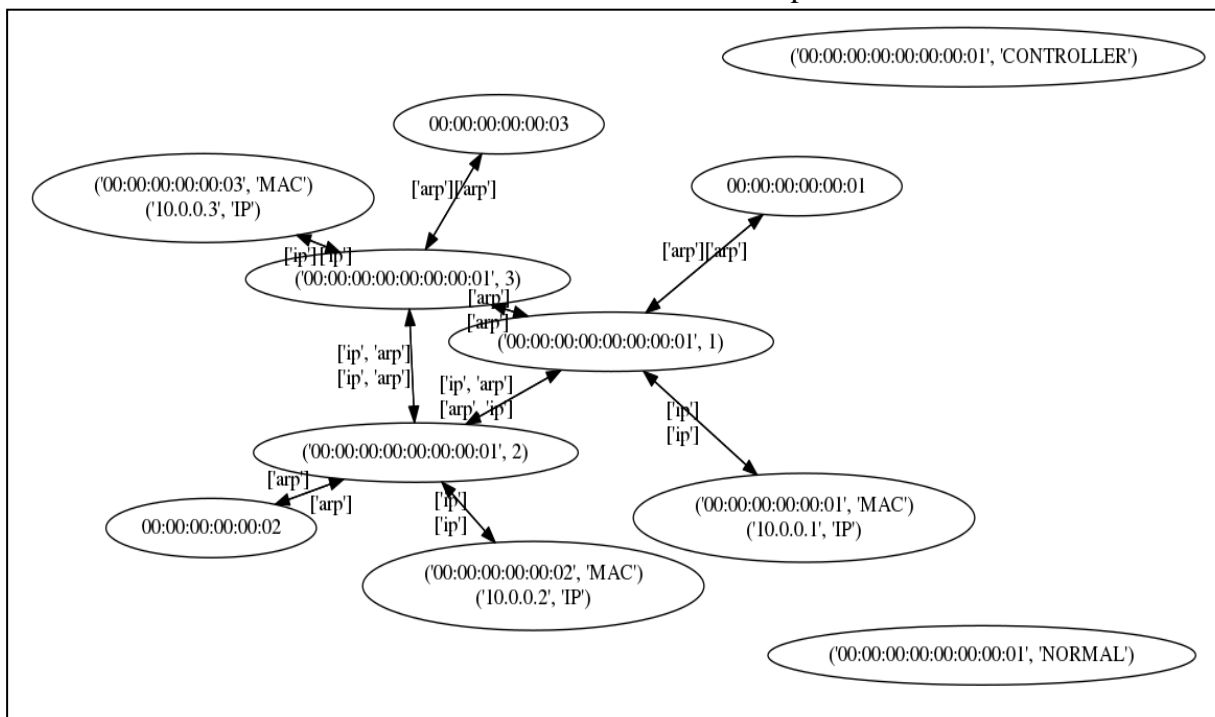 ('00:00:00:00:00:00:00:01', 'CONTROLLER')
00:00:00:00:00:03
('00:00:00:00:00:03', 'MAC')
('10.0.0.3', 'IP')
['arp']['arp']
00:00:00:00:00:01
['ip']['ip']
['arp']['arp']
('00:00:00:00:00:00:00:01', 3)
['arp']
['arp']
('00:00:00:00:00:00:00:01', 1)
['ip', 'arp']
['ip', 'arp']
['ip', 'arp']
['arp', 'ip']
['ip']
['ip']
('00:00:00:00:00:00:00:01', 2)
['arp']
['arp']
00:00:00:00:00:02
['ip']
['ip']
('00:00:00:00:00:01', 'MAC')
('10.0.0.1', 'IP')
('00:00:00:00:00:02', 'MAC')
('10.0.0.2', 'IP')
('00:00:00:00:00:00:00:01', 'NORMAL')